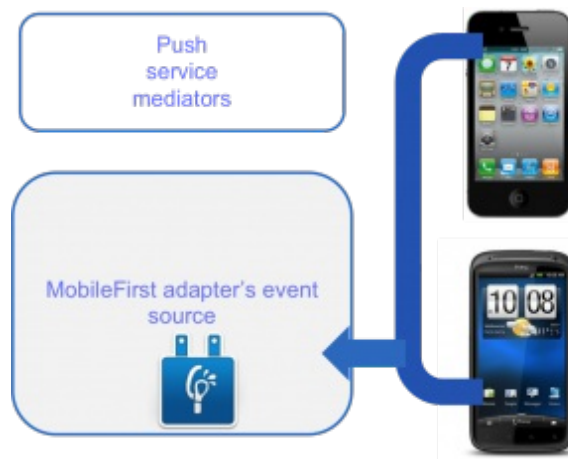 Push
service
mediators
MobileFirst adapter's event
source
10 08